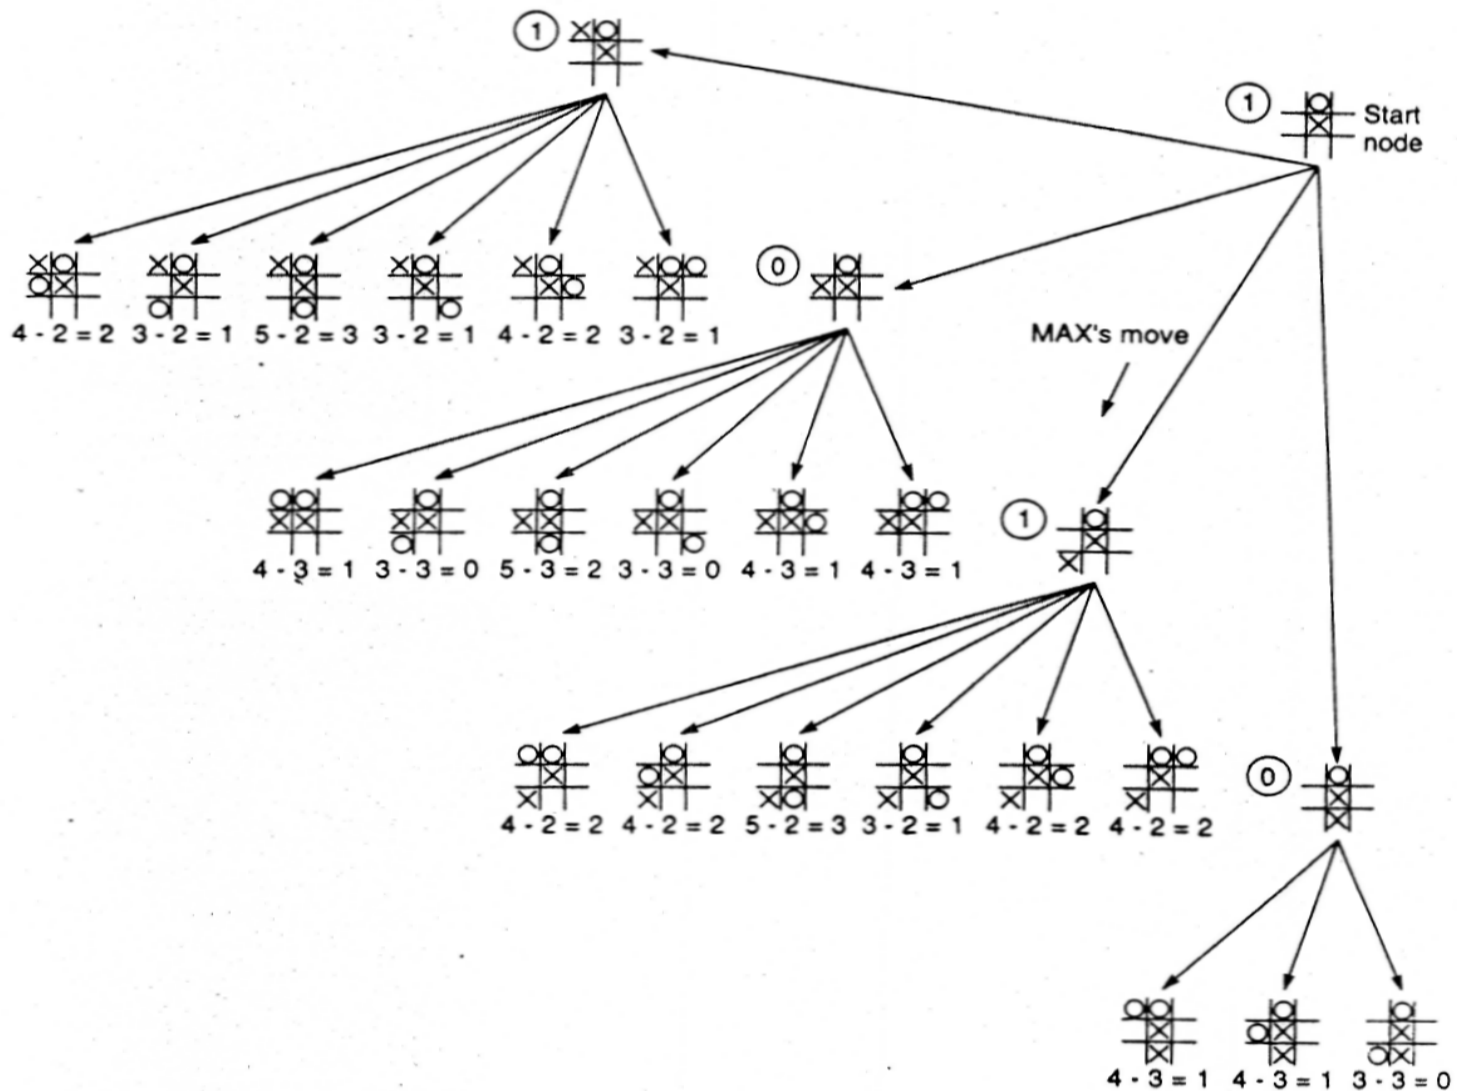 1
1
Start
node
4 - 2 = 2 3 - 2 = 1 5 - 2 = 3 3 - 2 = 1 4 - 2 = 2 3 - 2 = 1
0
MAX's move
4 - 3 = 1 3 - 3 = 0 5 - 3 = 2 3 - 3 = 0 4 - 3 = 1 4 - 3 = 1
1
4 - 2 = 2 4 - 2 = 2 5 - 2 = 3 3 - 2 = 1 4 - 2 = 2 4 - 2 = 2
0
4 - 3 = 1 4 - 3 = 1 3 - 3 = 0